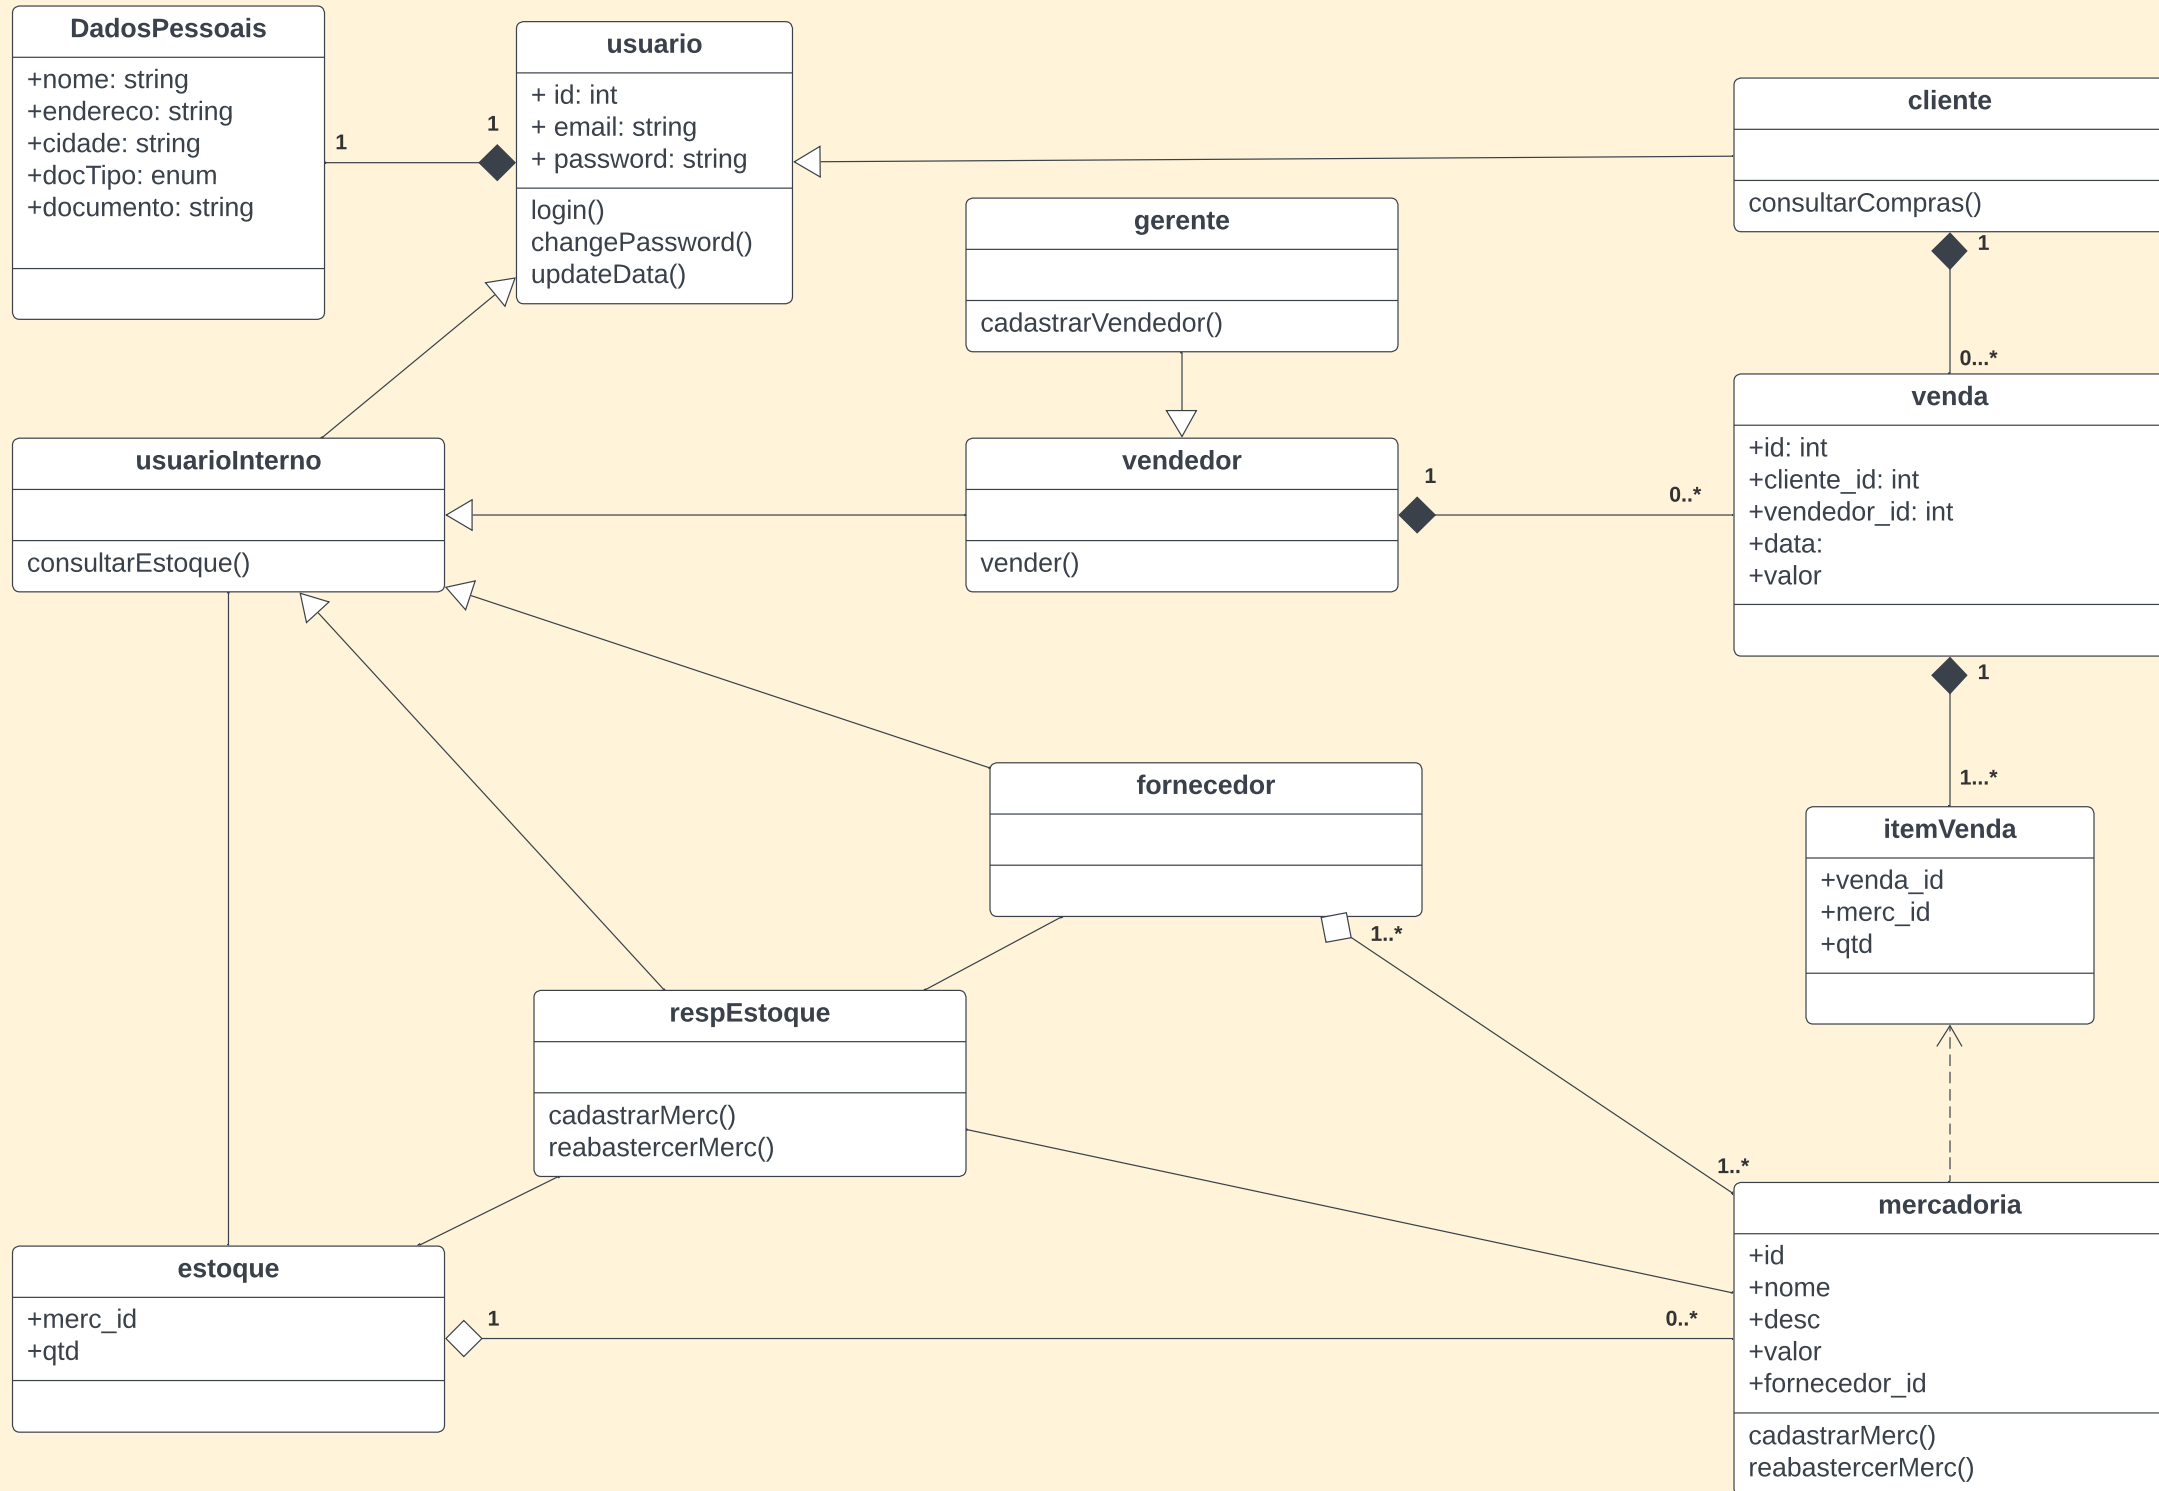 DadosPessoais
+nome: string
+endereco: string
+cidade: string
+docTipo: enum
+documento: string
1
1
usuario
+ id: int
+ email: string
+ password: string
login()
changePassword()
updateData()
cliente
consultarCompras()
1
0...*
gerente
cadastrarVendedor()
usuarioInterno
consultarEstoque()
vendedor
vender()
1
0..*
venda
+id: int
+cliente_id: int
+vendedor_id: int
+data:
+valor
1
1...*
fornecedor
1..*
1..*
itemVenda
+venda_id
+merc_id
+qtd
respEstoque
cadastrarMerc()
reabastercerMerc()
estoque
+merc_id
+qtd
1
0..*
mercadoria
+id
+nome
+desc
+valor
+fornecedor_id
cadastrarMerc()
reabastercerMerc()